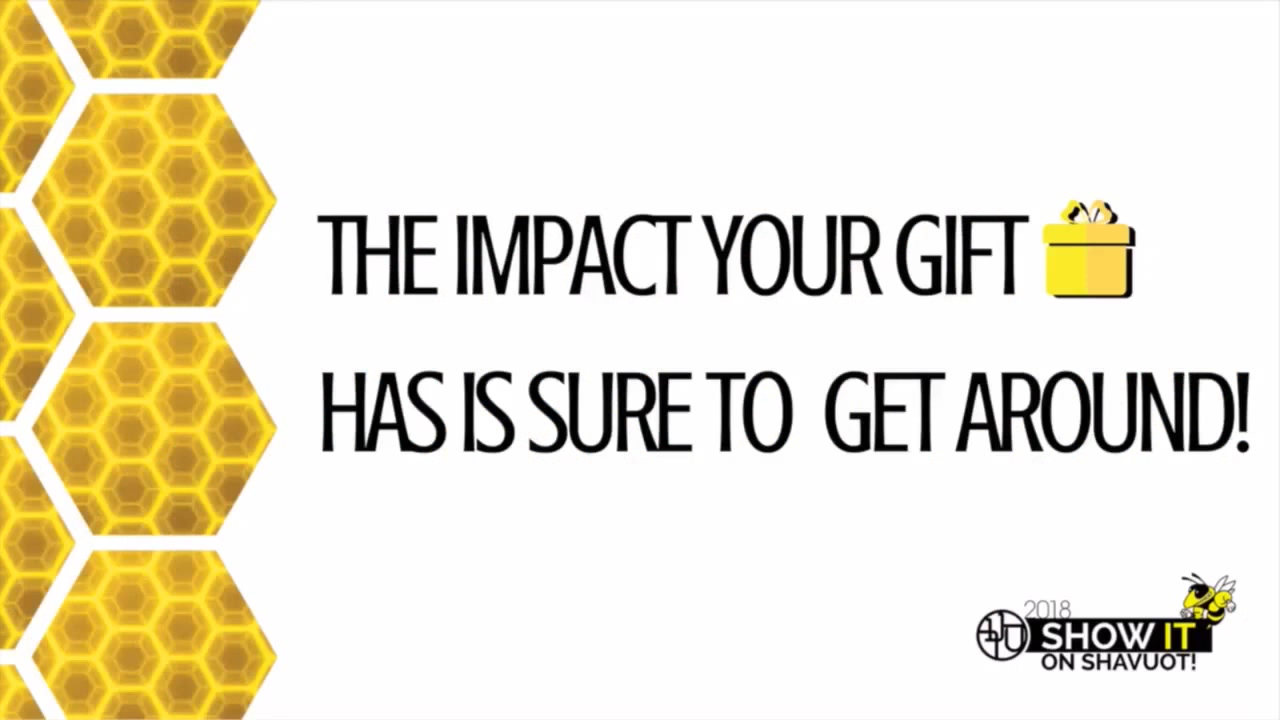 THE IMPACT YOUR GIFT
HAS IS SURE TO GET AROUND!
2018
SHOW IT
ON SHAVUOT!